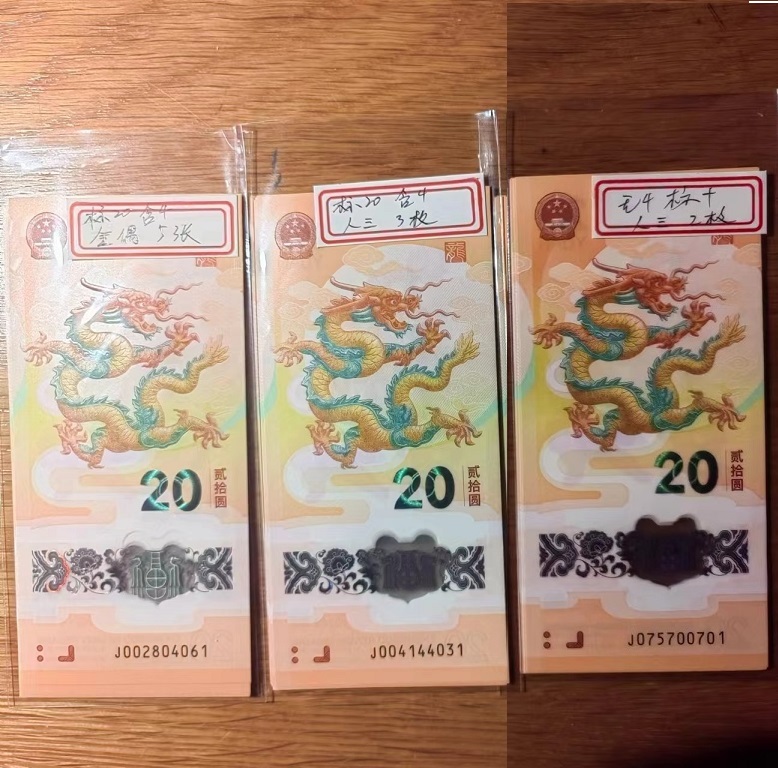 标20 含4
金偶 5张
标20 含4
人三 3枚
无4 标十
人三 2枚
龍
20
贰拾圆
20
贰拾圆
20
贰拾圆
J002804061
J004144031
J075700701